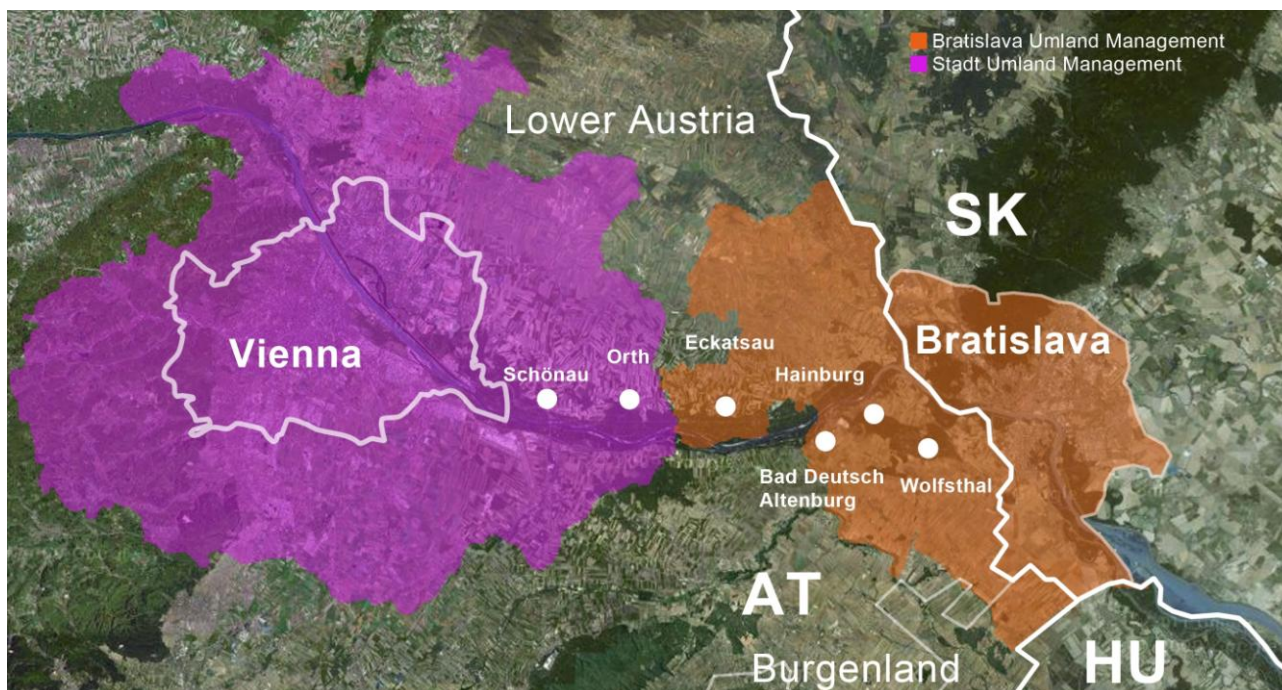 Bratislava Umland Management
Stadt Umland Management
Lower Austria
SK
Vienna
Bratislava
Eckatsau
Orth
Schönau
Hainburg
Bad Deutsch
Altenburg
Wolfsthal
AT
Burgenland
HU